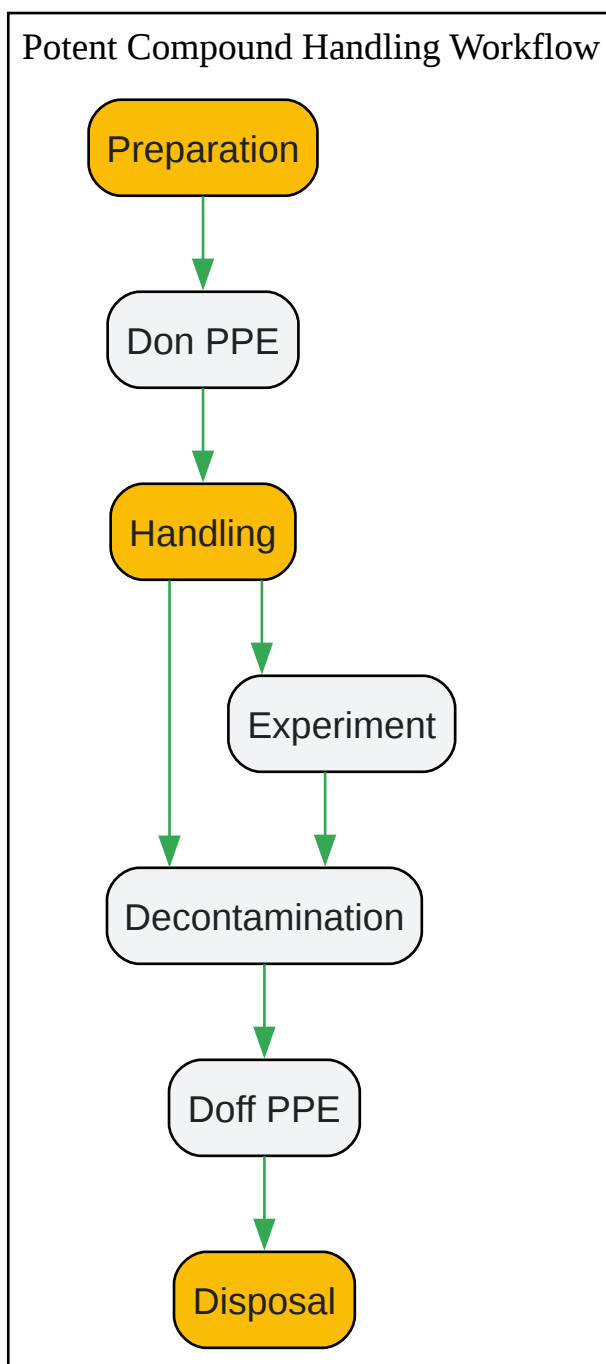 Potent Compound Handling Workflow
Preparation
Don PPE
Handling
Experiment
Decontamination
Doff PPE
Disposal